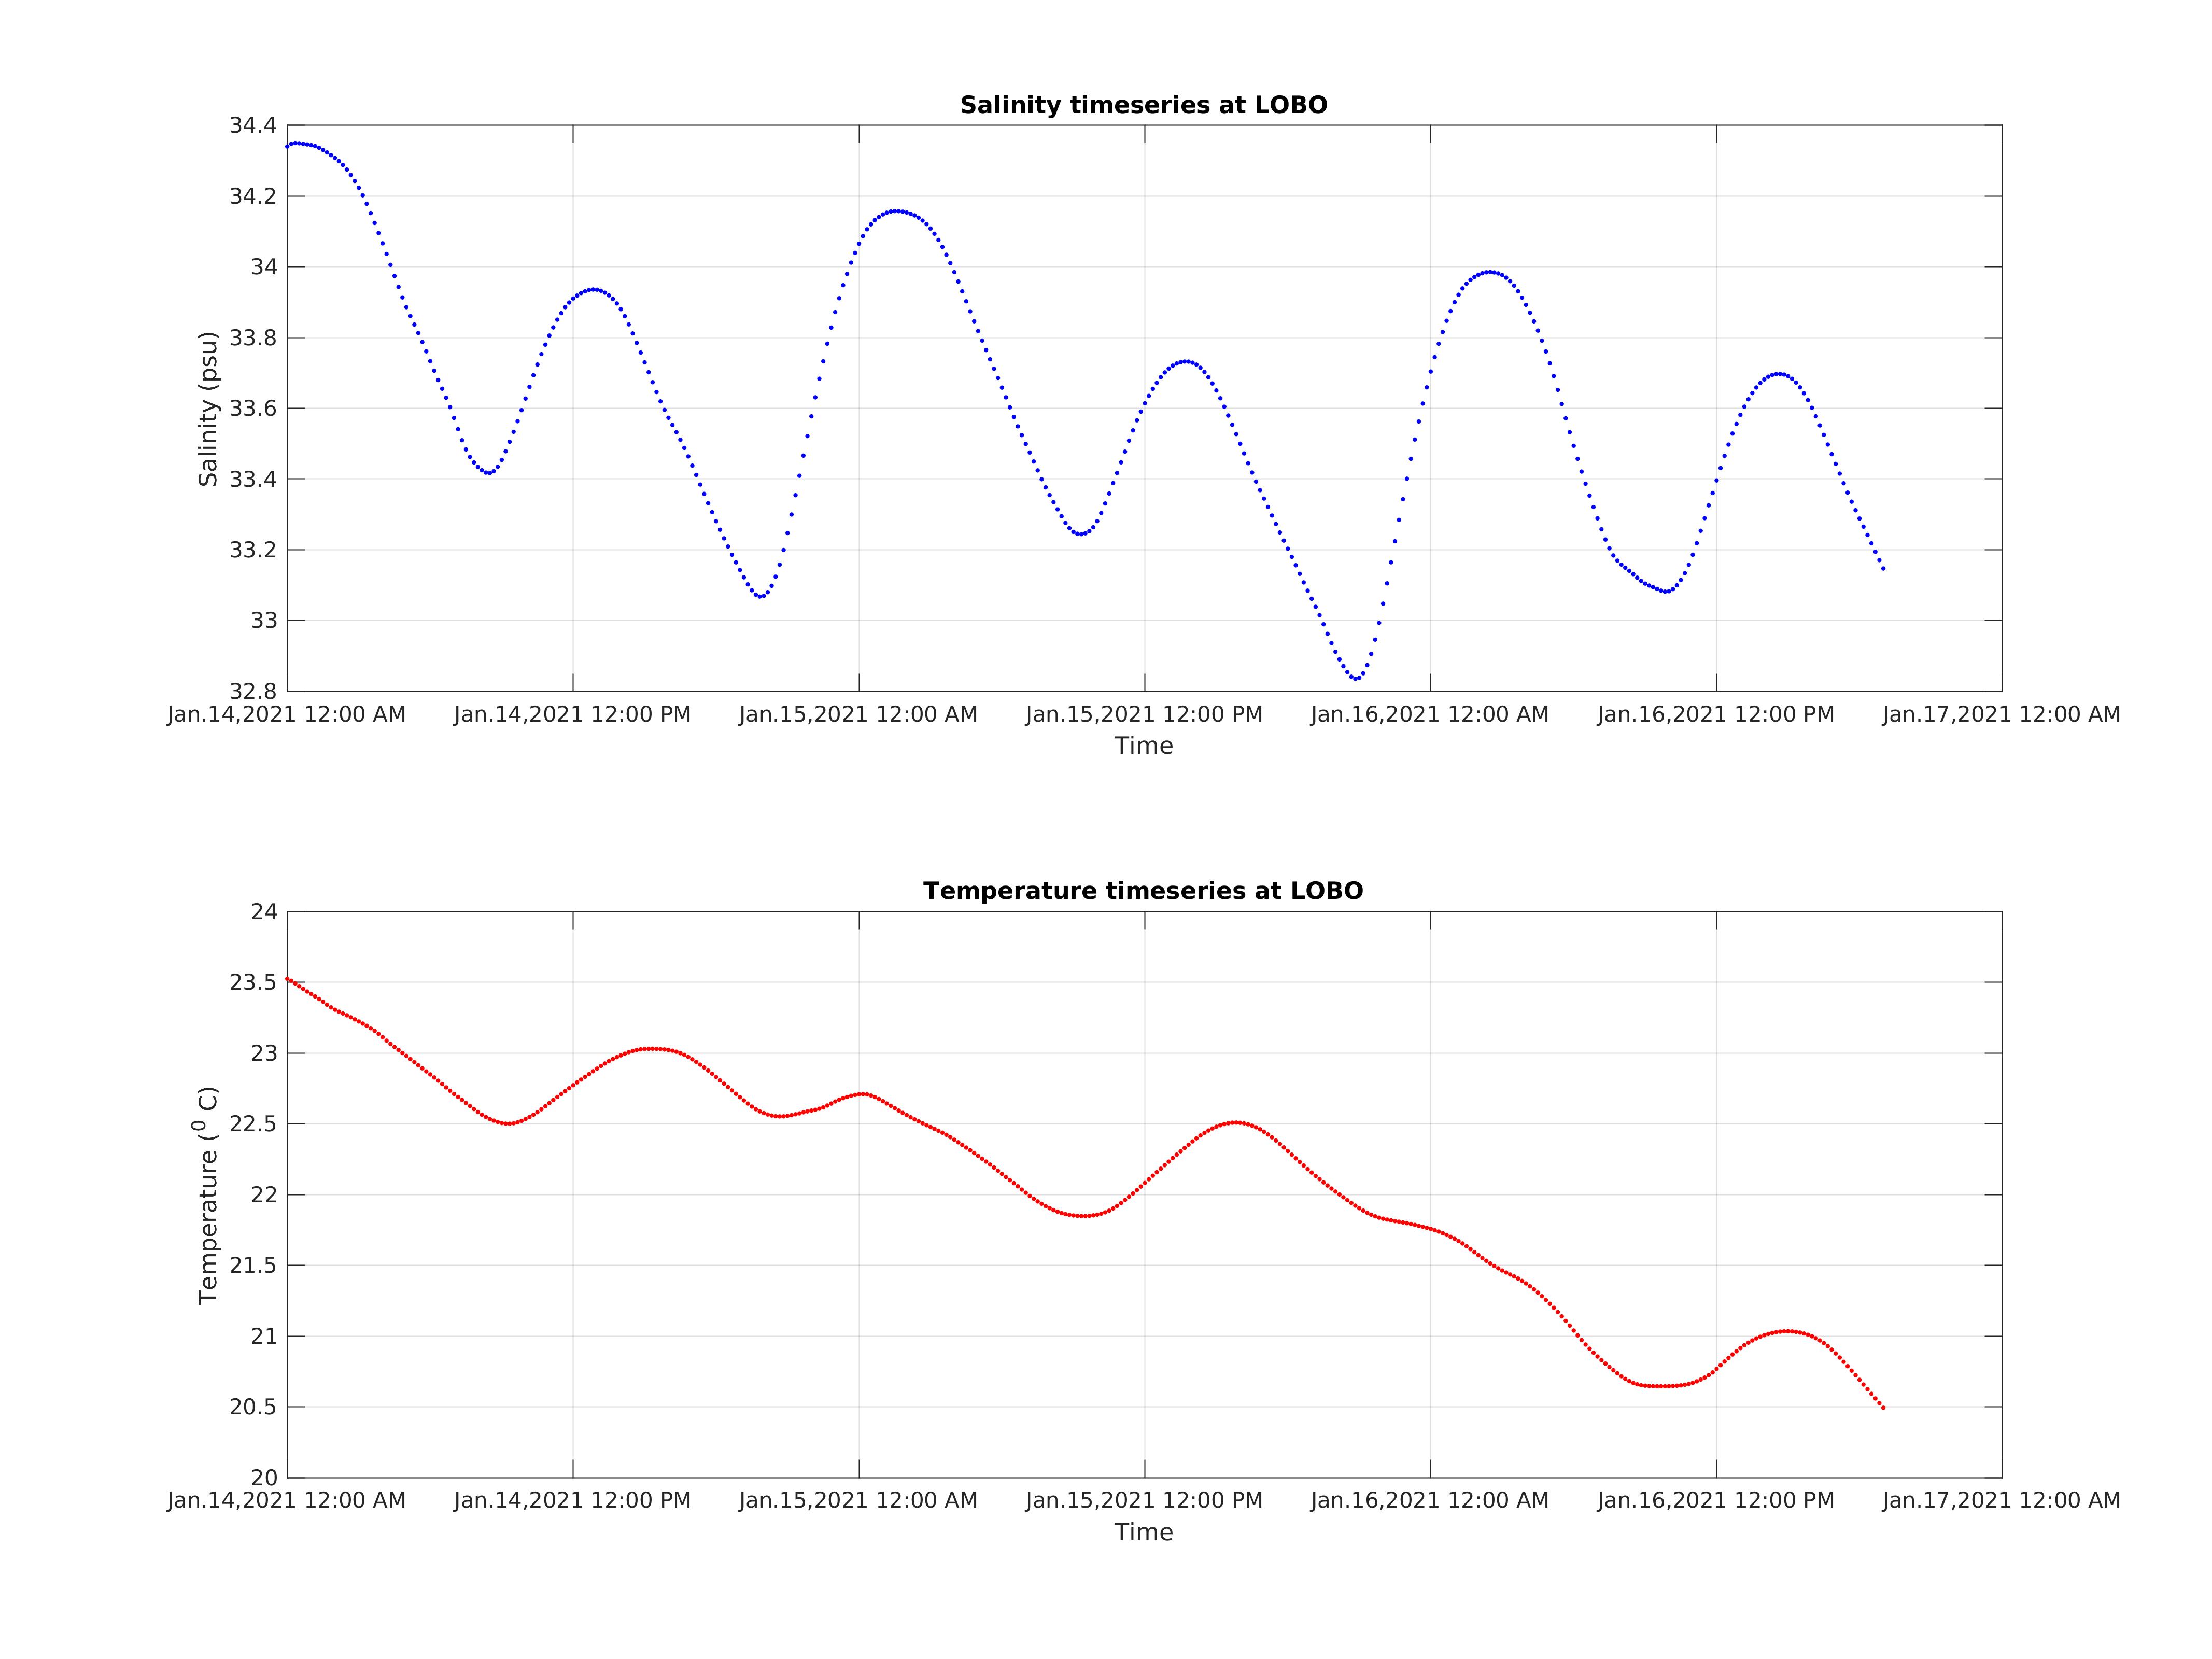 Salinity timeseries at LOBO
34.4
34.2
34
33.8
33.6
33.4
33.2
33
32.8
Salinity (psu)
Jan.14,2021 12:00 AM Jan.14,2021 12:00 PM Jan.15,2021 12:00 AM Jan.15,2021 12:00 PM Jan.16,2021 12:00 AM Jan.16,2021 12:00 PM Jan.17,2021 12:00 AM
Time
Temperature timeseries at LOBO
24
23.5
23
22.5
22
21.5
21
20.5
20
Temperature (⁰ C)
Jan.14,2021 12:00 AM Jan.14,2021 12:00 PM Jan.15,2021 12:00 AM Jan.15,2021 12:00 PM Jan.16,2021 12:00 AM Jan.16,2021 12:00 PM Jan.17,2021 12:00 AM
Time